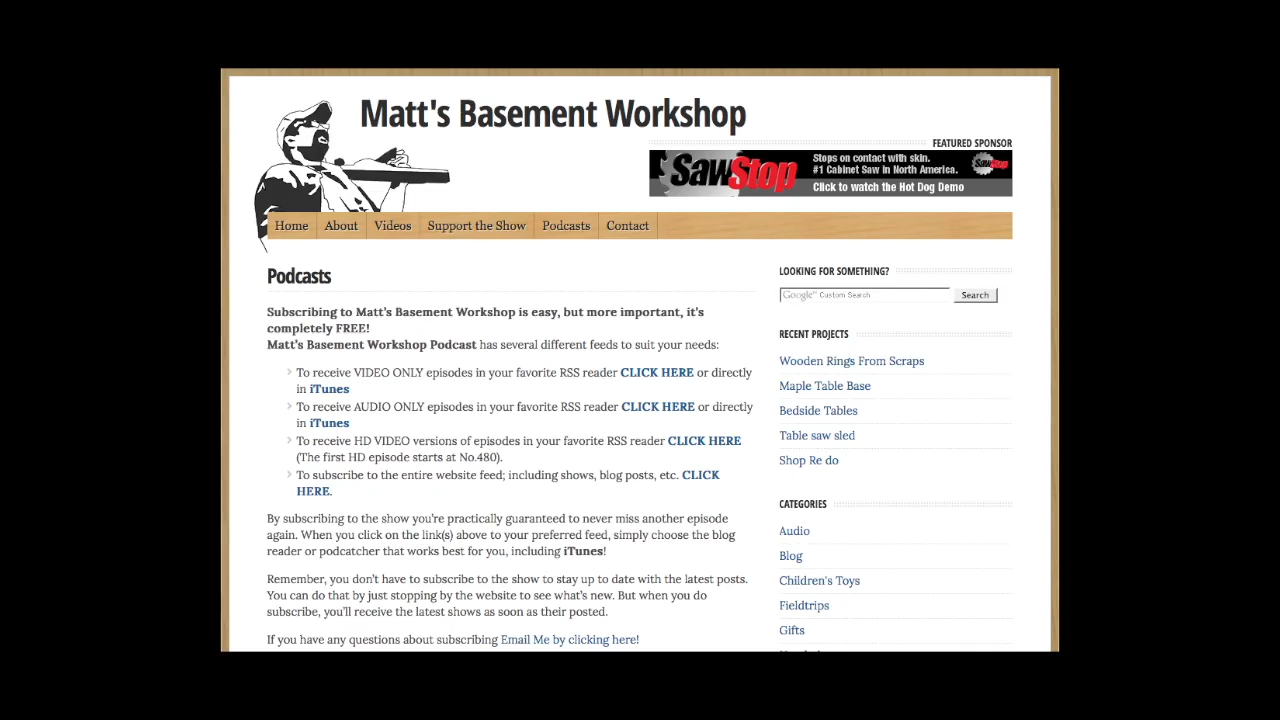 Matt's Basement Workshop
FEATURED SPONSOR
SawStop
Stops on contact with skin.
#1 Cabinet Saw in North America.
Click to watch the Hot Dog Demo
SawStop
Home About Videos Support the Show Podcasts Contact
Podcasts
Subscribing to Matt's Basement Workshop is easy, but more important, it's
completely FREE!
Matt's Basement Workshop Podcast has several different feeds to suit your needs:
To receive VIDEO ONLY episodes in your favorite RSS reader CLICK HERE or directly
in iTunes
To receive AUDIO ONLY episodes in your favorite RSS reader CLICK HERE or directly
in iTunes
To receive HD VIDEO versions of episodes in your favorite RSS reader CLICK HERE
(The first HD episode starts at No.480).
To subscribe to the entire website feed; including shows, blog posts, etc. CLICK
HERE.
By subscribing to the show you're practically guaranteed to never miss another episode
again. When you click on the link(s) above to your preferred feed, simply choose the blog
reader or podcatcher that works best for you, including iTunes!
Remember, you don't have to subscribe to the show to stay up to date with the latest posts.
You can do that by just stopping by the website to see what's new. But when you do
subscribe, you'll receive the latest shows as soon as their posted.
If you have any questions about subscribing Email Me by clicking here!
LOOKING FOR SOMETHING?
Google™ Custom Search Search
RECENT PROJECTS
Wooden Rings From Scraps
Maple Table Base
Bedside Tables
Table saw sled
Shop Re do
CATEGORIES
Audio
Blog
Children's Toys
Fieldtrips
Gifts